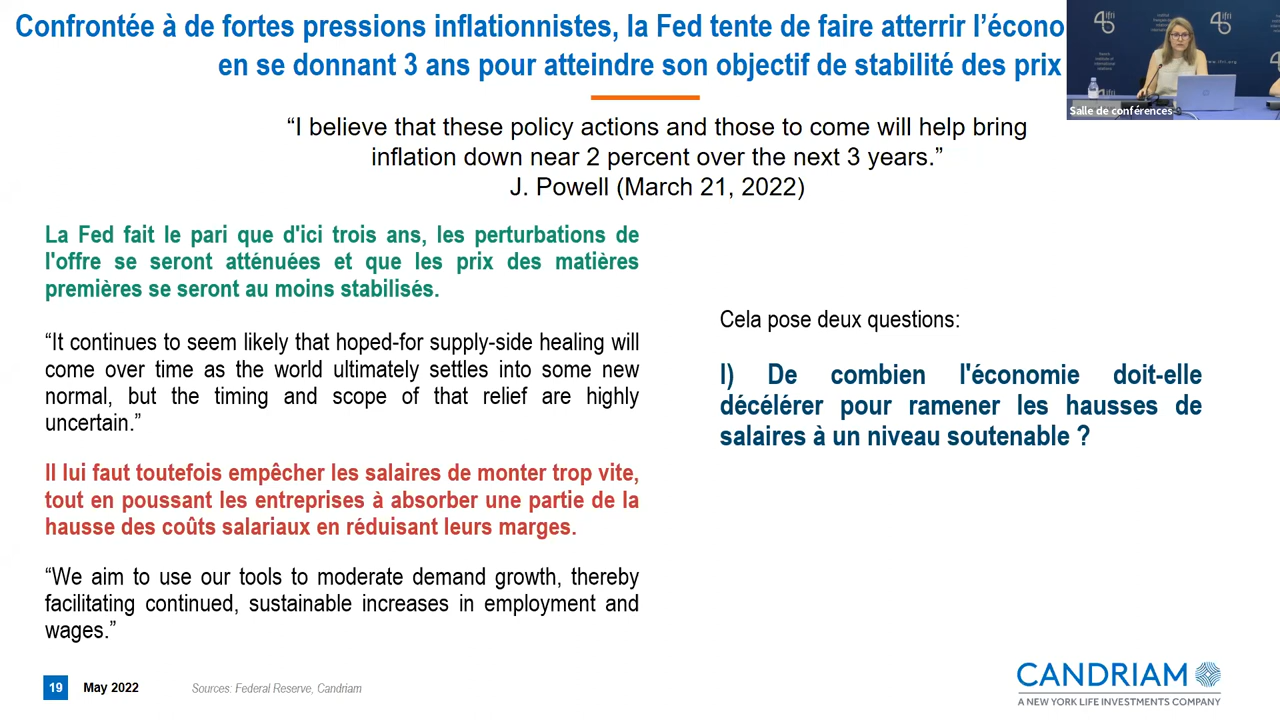 Confrontée à de fortes pressions inflationnistes, la Fed tente de faire atterrir l'écono
en se donnant 3 ans pour atteindre son objectif de stabilité des prix
ifri
ifri
Salle de conférences-
“I believe that these policy actions and those to come will help bring
inflation down near 2 percent over the next 3 years.”
J. Powell (March 21, 2022)
La Fed fait le pari que d'ici trois ans, les perturbations de
l'offre se seront atténuées et que les prix des matières
premières se seront au moins stabilisés.
“It continues to seem likely that hoped-for supply-side healing will
come over time as the world ultimately settles into some new
normal, but the timing and scope of that relief are highly
uncertain.”
Il lui faut toutefois empêcher les salaires de monter trop vite,
tout en poussant les entreprises à absorber une partie de la
hausse des coûts salariaux en réduisant leurs marges.
“We aim to use our tools to moderate demand growth, thereby
facilitating continued, sustainable increases in employment and
wages.”
Cela pose deux questions:
I) De combien l'économie doit-elle
décélérer pour ramener les hausses de
salaires à un niveau soutenable ?
19 May 2022 Sources: Federal Reserve, Candriam
CANDRIAM
A NEW YORK LIFE INVESTMENTS COMPANY